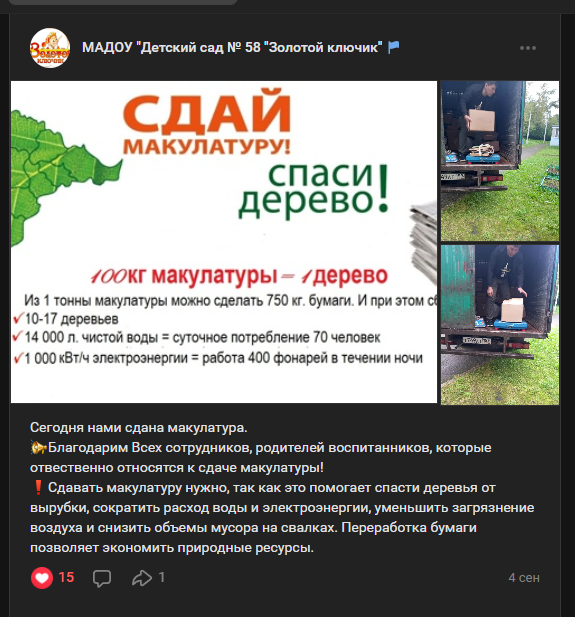 МАДОУ "Детский сад № 58 "Золотой ключик"
ЗОЛОТОЙ
КЛЮЧИК
СДАЙ
МАКУЛАТУРУ!
спаси
дерево!
100кг макулатуры = 1 дерево
Из 1 тонны макулатуры можно сделать 750 кг. бумаги. И при этом сб
10-17 деревьев
14 000 л. чистой воды = суточное потребление 70 человек
1 000 кВт/ч электроэнергии = работа 400 фонарей в течении ночи
Сегодня нами сдана макулатура.
Благодарим Всех сотрудников, родителей воспитанников, которые
отвественно относятся к сдаче макулатуры!
Сдавать макулатуру нужно, так как это помогает спасти деревья от
вырубки, сократить расход воды и электроэнергии, уменьшить загрязнение
воздуха и снизить объемы мусора на свалках. Переработка бумаги
позволяет экономить природные ресурсы.
15
1
4 сен